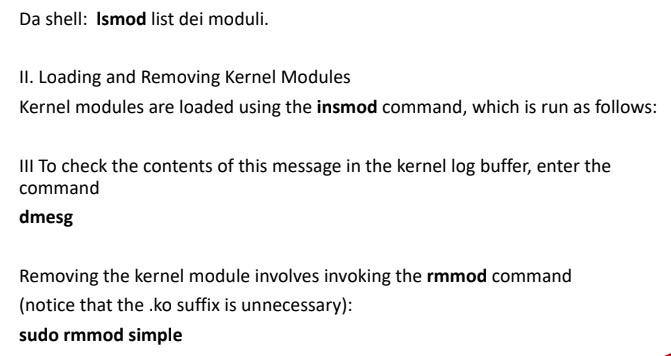 Da shell: lsmod list dei moduli.
II. Loading and Removing Kernel Modules
Kernel modules are loaded using the insmod command, which is run as follows:
III To check the contents of this message in the kernel log buffer, enter the
command
dmesg
Removing the kernel module involves invoking the rmmod command
(notice that the .ko suffix is unnecessary):
sudo rmmod simple